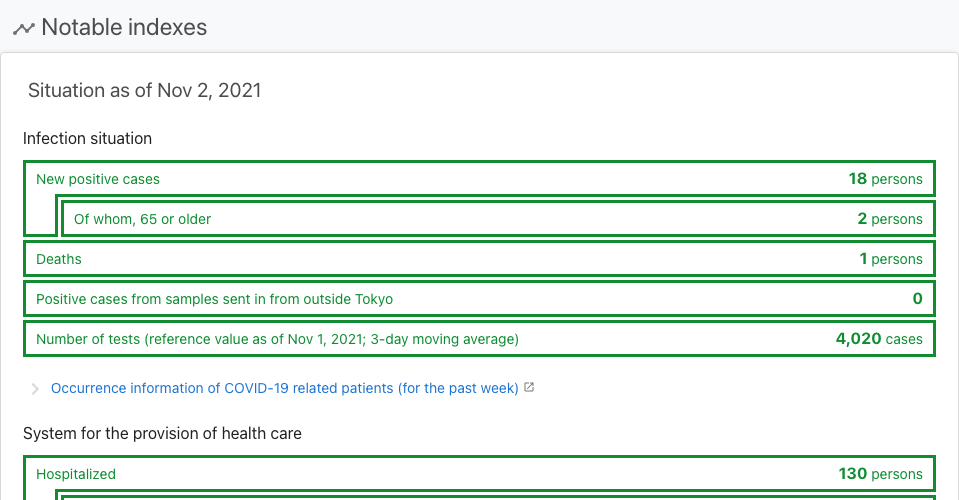 Notable indexes
Situation as of Nov 2, 2021
Infection situation
New positive cases 18 persons
Of whom, 65 or older 2 persons
Deaths 1 persons
Positive cases from samples sent in from outside Tokyo 0
Number of tests (reference value as of Nov 1, 2021; 3-day moving average) 4,020 cases
Occurrence information of COVID-19 related patients (for the past week)
System for the provision of health care
Hospitalized 130 persons